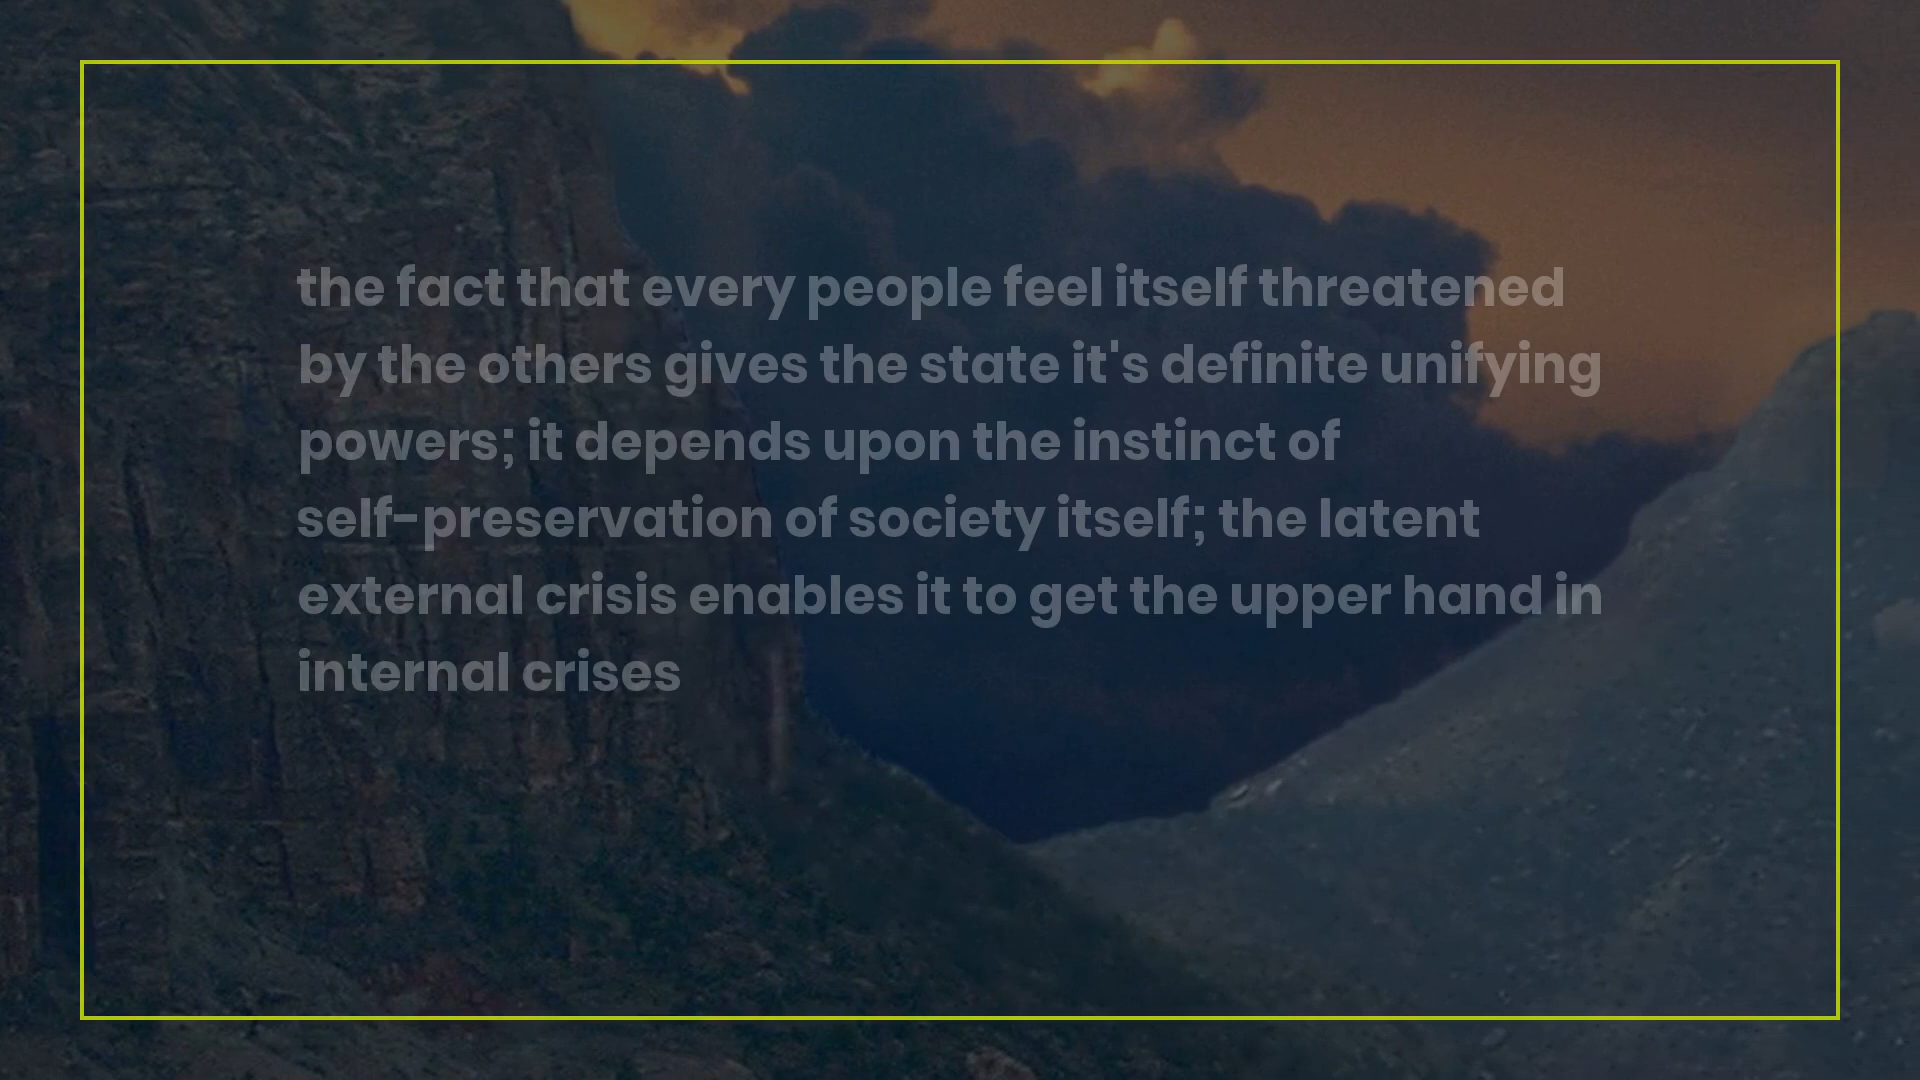 the fact that every people feel itself threatened
by the others gives the state it's definite unifying
powers; it depends upon the instinct of
self-preservation of society itself; the latent
external crisis enables it to get the upper hand in
internal crises